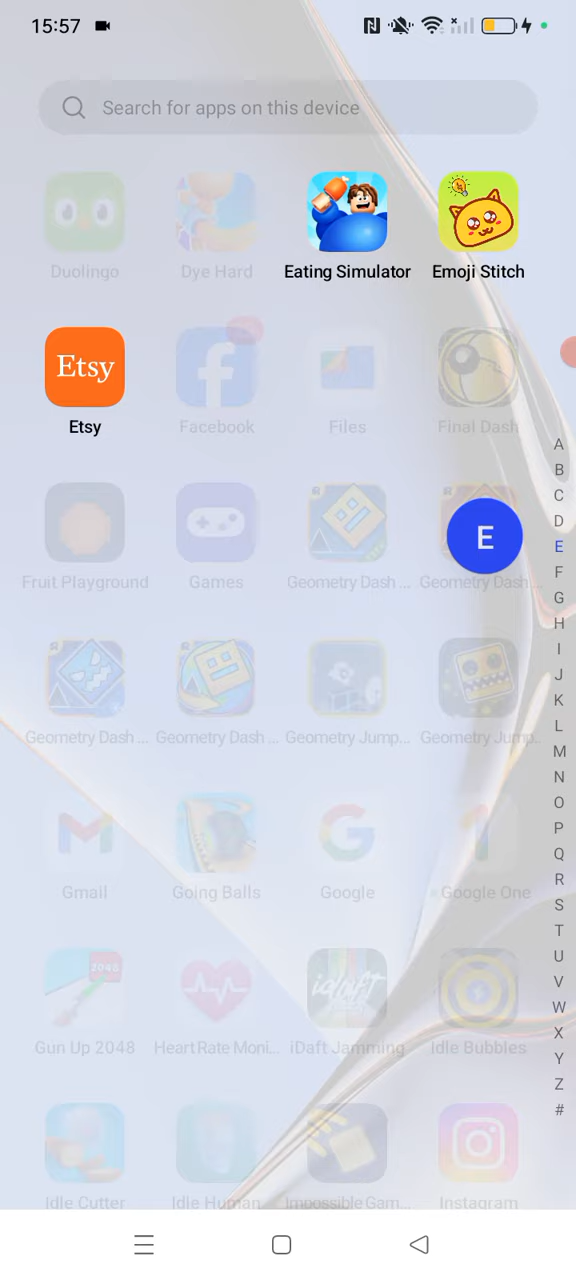 15:57
Search for apps on this device
Duolingo Dye Hard Eating Simulator Emoji Stitch
Etsy
Etsy Facebook Files Final Dash
E
Fruit Playground Games Geometry Dash ... Geometry Dash ...
Geometry Dash ... Geometry Dash ... Geometry Jump... Geometry Jump...
Gmail Going Balls Google Google One
2048
iDaft
Gun Up 2048 Heart Rate Moni... iDaft Jamming Idle Bubbles
Idle Cutter Idle Human Impossible Gam... Instagram
A
B
C
D
E
F
G
H
I
J
K
L
M
N
O
P
Q
R
S
T
U
V
W
X
Y
Z
#